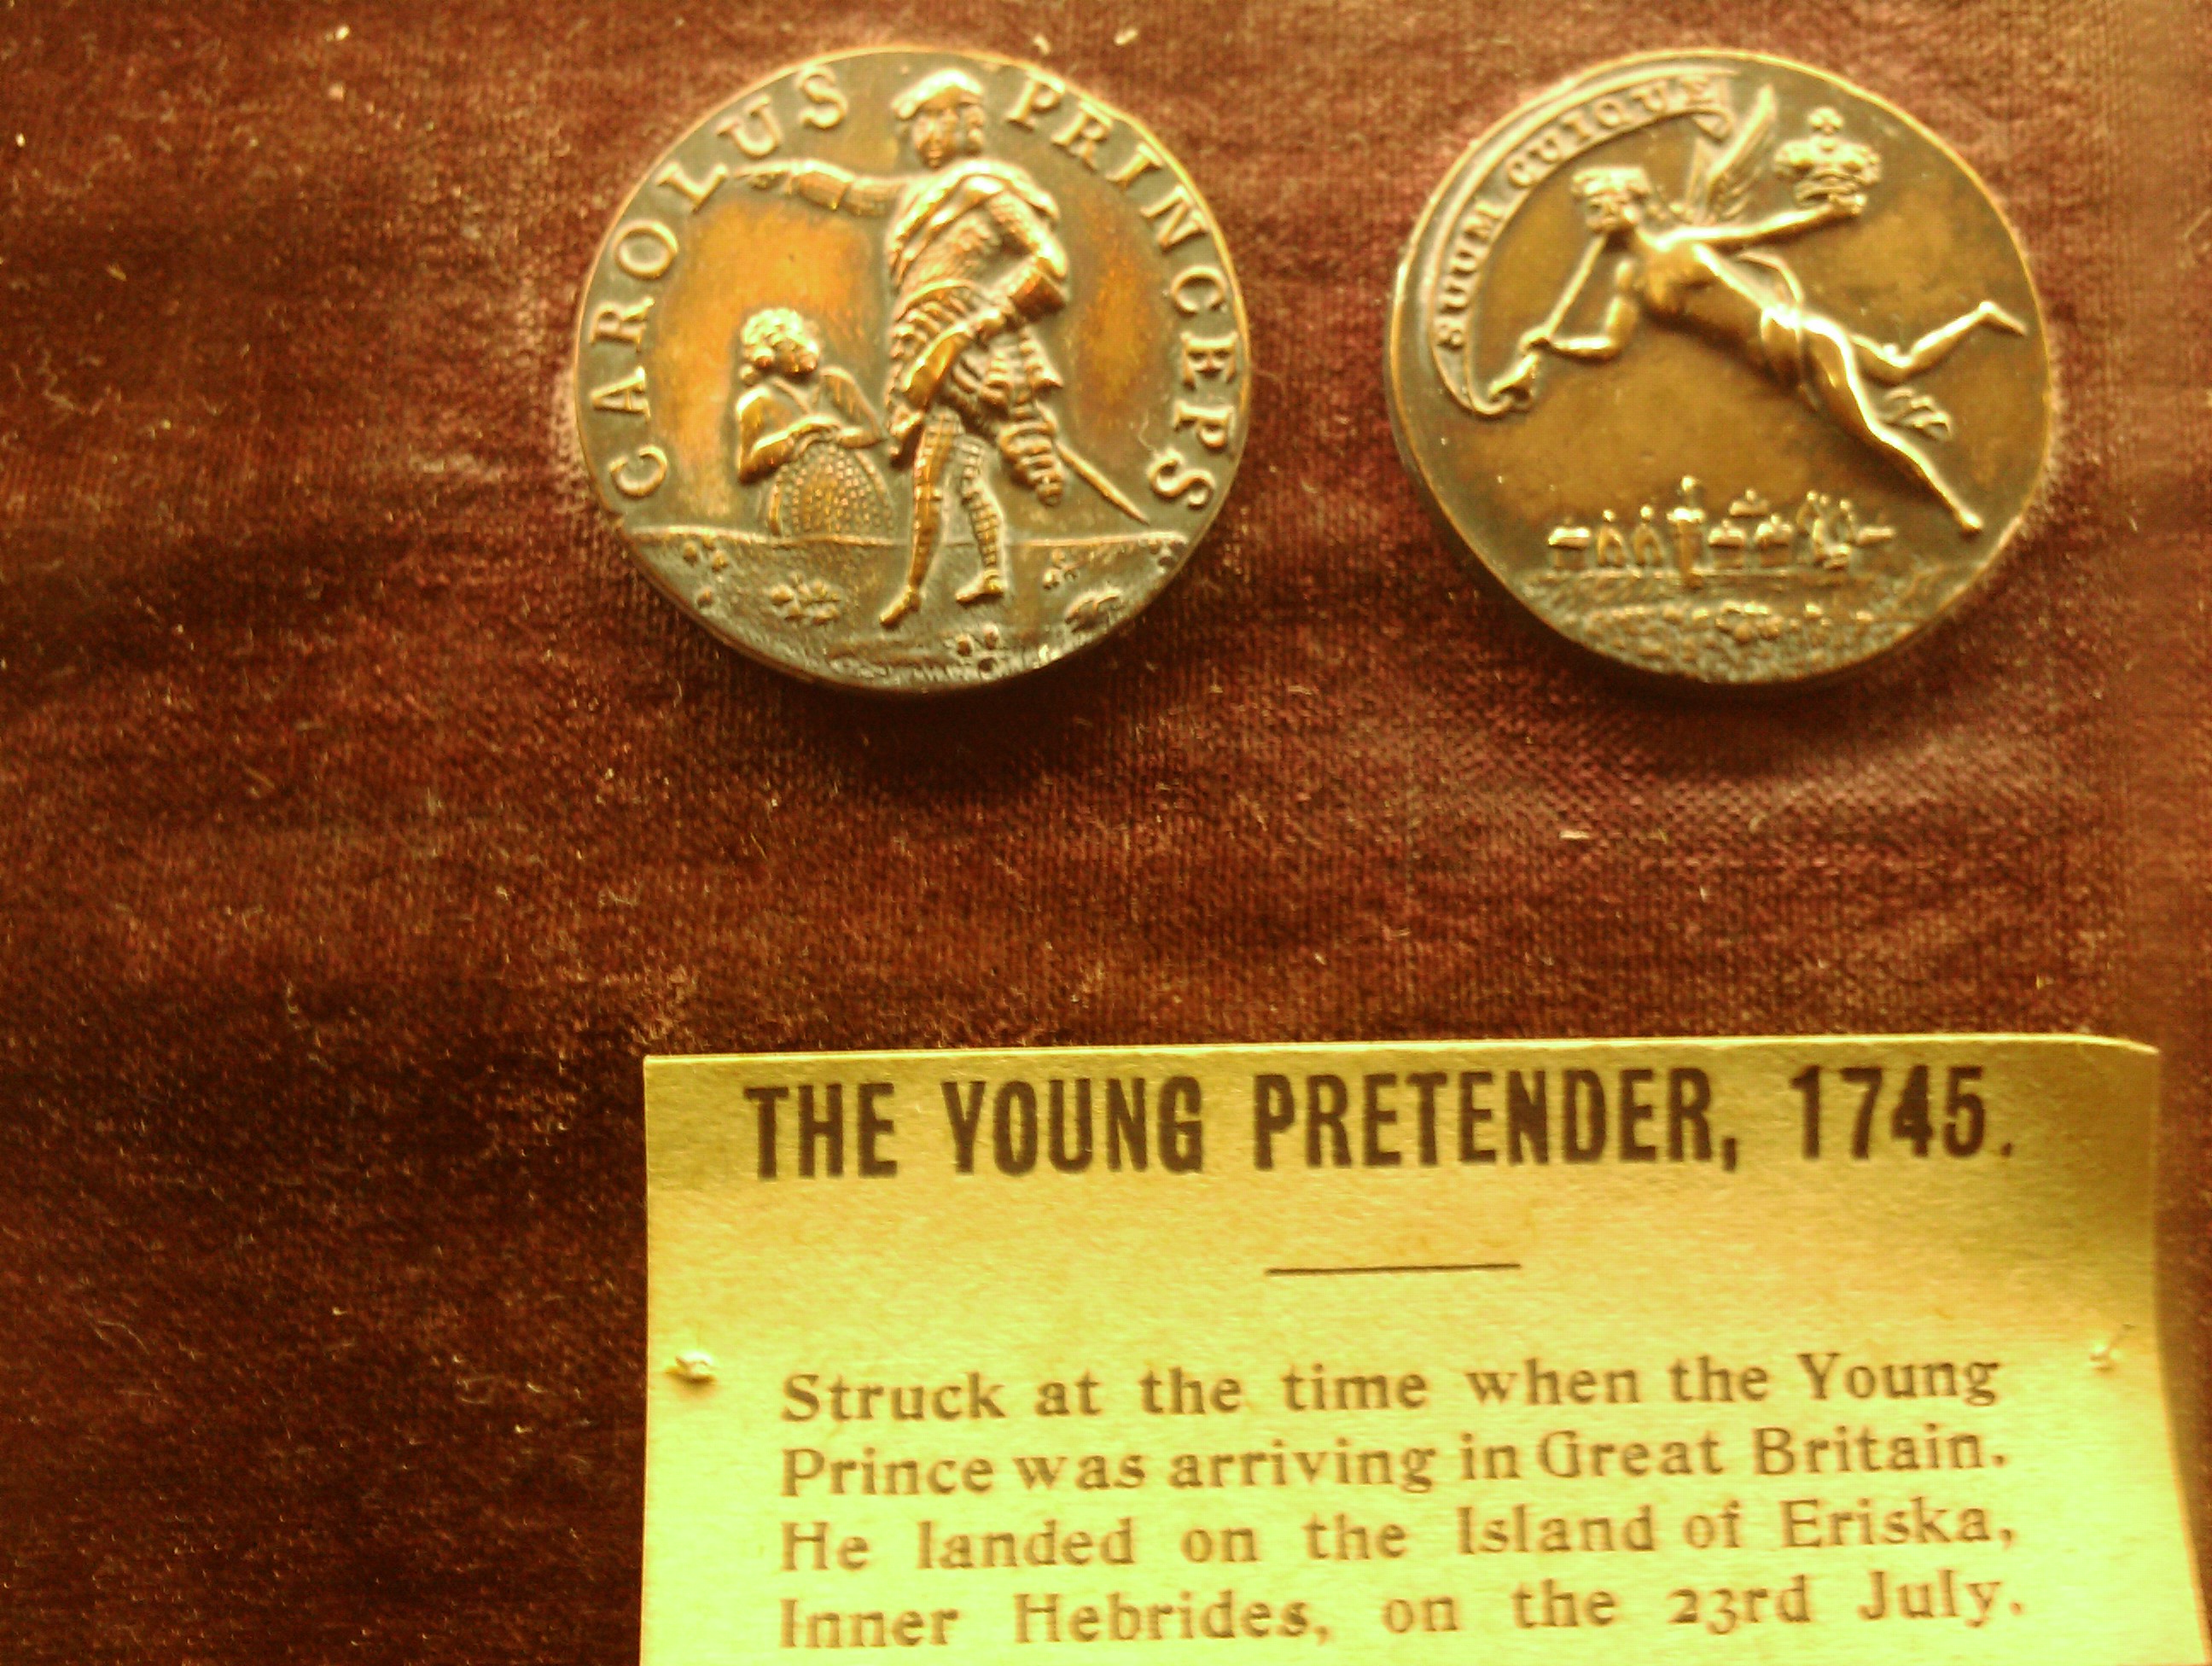 CAROLUS PRINCEPS
SUUM CUIQUE
THE YOUNG PRETENDER, 1745.
Struck at the time when the Young
Prince was arriving in Great Britain.
He landed on the Island of Eriska,
Inner Hebrides, on the 23rd July.